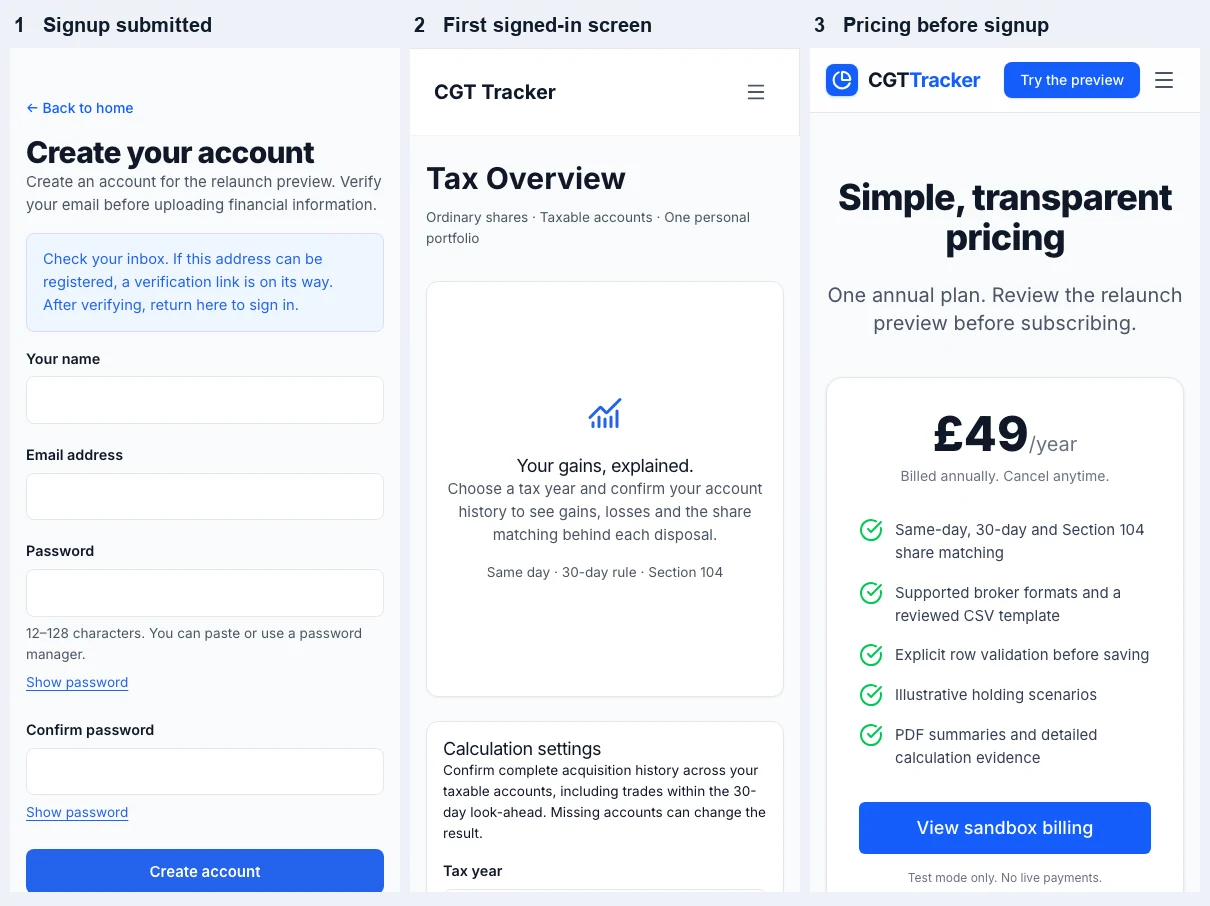 1 Signup submitted
← Back to home
Create your account
Create an account for the relaunch preview. Verify
your email before uploading financial information.
Check your inbox. If this address can be
registered, a verification link is on its way.
After verifying, return here to sign in.
Your name
Email address
Password
12–128 characters. You can paste or use a password
manager.
Show password
Confirm password
Show password
Create account
2 First signed-in screen
CGT Tracker
Tax Overview
Ordinary shares · Taxable accounts · One personal
portfolio
Your gains, explained.
Choose a tax year and confirm your account
history to see gains, losses and the share
matching behind each disposal.
Same day · 30-day rule · Section 104
Calculation settings
Confirm complete acquisition history across your
taxable accounts, including trades within the 30-
day look-ahead. Missing accounts can change the
result.
Tax year
3 Pricing before signup
CGTTracker
Try the preview
Simple, transparent
pricing
One annual plan. Review the relaunch
preview before subscribing.
£49/year
Billed annually. Cancel anytime.
Same-day, 30-day and Section 104
share matching
Supported broker formats and a
reviewed CSV template
Explicit row validation before saving
Illustrative holding scenarios
PDF summaries and detailed
calculation evidence
View sandbox billing
Test mode only. No live payments.